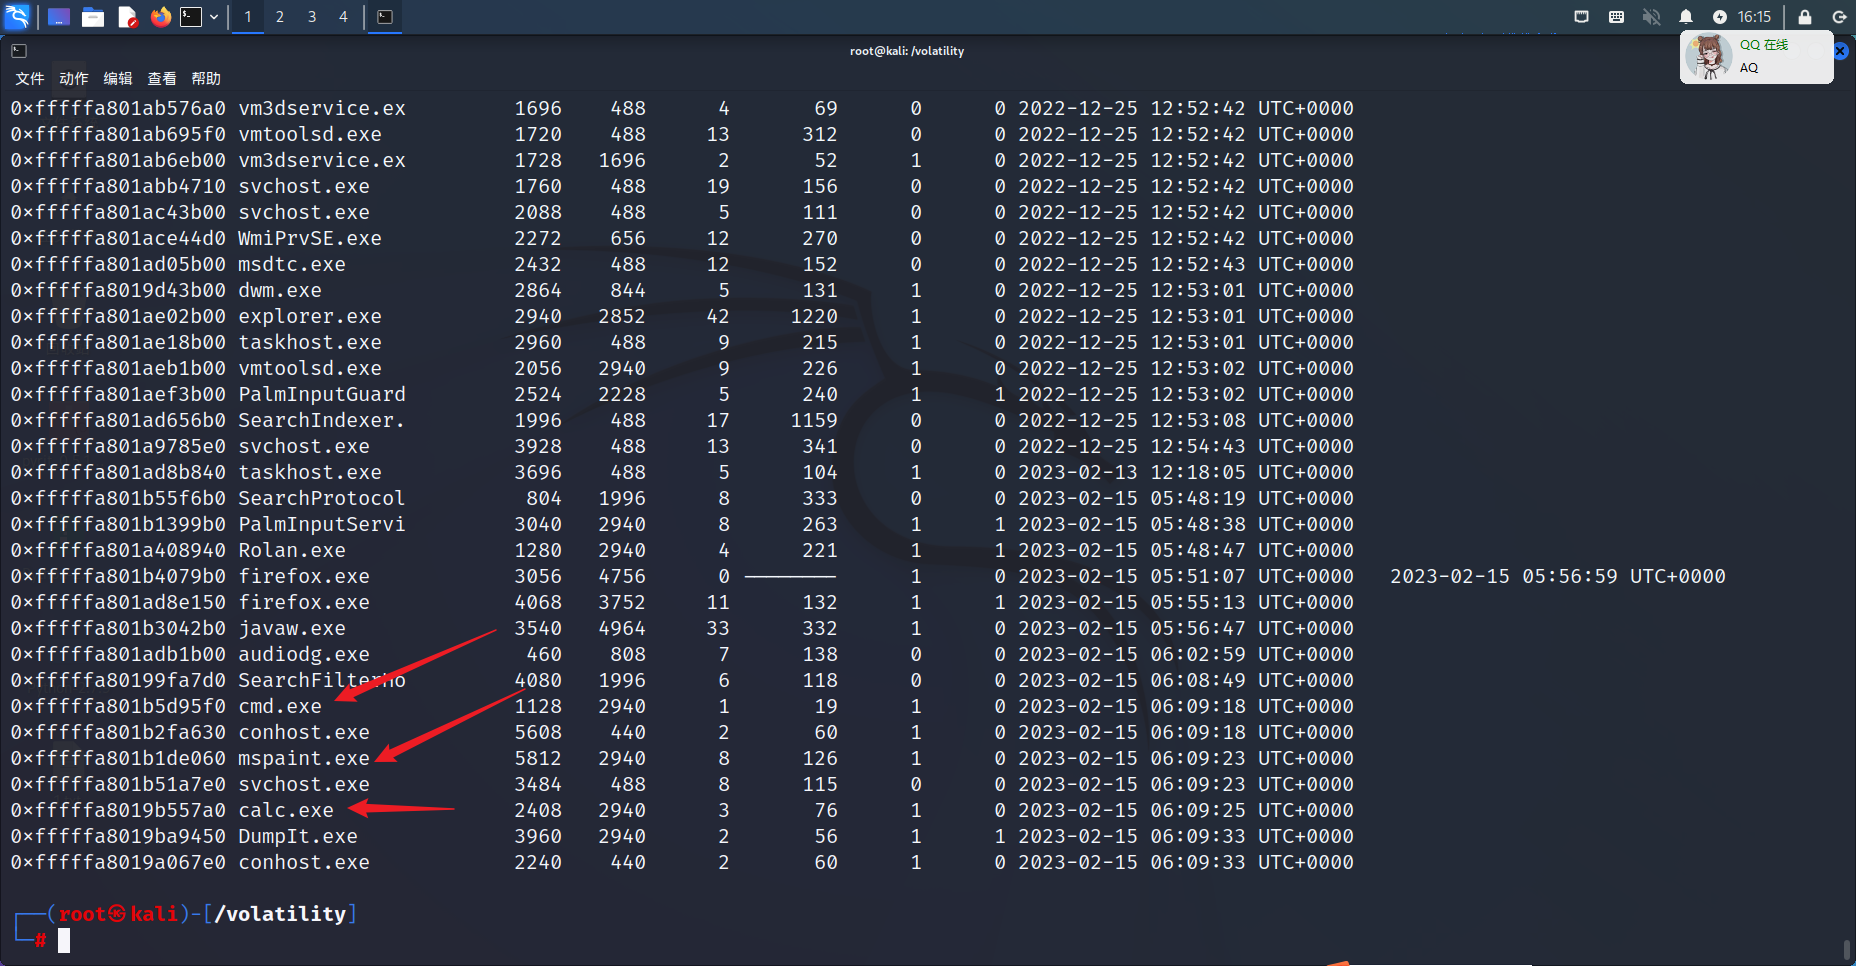 1 2 3 4 16:15
root@kali: /volatility
QQ 在线
AQ
文件 动作 编辑 查看 帮助
0×fffffa801ab576a0 vm3dservice.ex 1696 488 4 69 0 0 2022-12-25 12:52:42 UTC+0000
0×fffffa801ab695f0 vmtoolsd.exe 1720 488 13 312 0 0 2022-12-25 12:52:42 UTC+0000
0×fffffa801ab6eb00 vm3dservice.ex 1728 1696 2 52 1 0 2022-12-25 12:52:42 UTC+0000
0×fffffa801abb4710 svchost.exe 1760 488 19 156 0 0 2022-12-25 12:52:42 UTC+0000
0×fffffa801ac43b00 svchost.exe 2088 488 5 111 0 0 2022-12-25 12:52:42 UTC+0000
0×fffffa801ace44d0 WmiPrvSE.exe 2272 656 12 270 0 0 2022-12-25 12:52:42 UTC+0000
0×fffffa801ad05b00 msdtc.exe 2432 488 12 152 0 0 2022-12-25 12:52:43 UTC+0000
0×fffffa8019d43b00 dwm.exe 2864 844 5 131 1 0 2022-12-25 12:53:01 UTC+0000
0×fffffa801ae02b00 explorer.exe 2940 2852 42 1220 1 0 2022-12-25 12:53:01 UTC+0000
0×fffffa801ae18b00 taskhost.exe 2960 488 9 215 1 0 2022-12-25 12:53:01 UTC+0000
0×fffffa801aeb1b00 vmtoolsd.exe 2056 2940 9 226 1 0 2022-12-25 12:53:02 UTC+0000
0×fffffa801aef3b00 PalmInputGuard 2524 2228 5 240 1 1 2022-12-25 12:53:02 UTC+0000
0×fffffa801ad656b0 SearchIndexer. 1996 488 17 1159 0 0 2022-12-25 12:53:08 UTC+0000
0×fffffa801a9785e0 svchost.exe 3928 488 13 341 0 0 2022-12-25 12:54:43 UTC+0000
0×fffffa801ad8b840 taskhost.exe 3696 488 5 104 1 0 2023-02-13 12:18:05 UTC+0000
0×fffffa801b55f6b0 SearchProtocol 804 1996 8 333 0 0 2023-02-15 05:48:19 UTC+0000
0×fffffa801b1399b0 PalmInputServi 3040 2940 8 263 1 1 2023-02-15 05:48:38 UTC+0000
0×fffffa801a408940 Rolan.exe 1280 2940 4 221 1 1 2023-02-15 05:48:47 UTC+0000
0×fffffa801b4079b0 firefox.exe 3056 4756 0 -------- 1 0 2023-02-15 05:51:07 UTC+0000 2023-02-15 05:56:59 UTC+0000
0×fffffa801ad8e150 firefox.exe 4068 3752 11 132 1 1 2023-02-15 05:55:13 UTC+0000
0×fffffa801b3042b0 javaw.exe 3540 4964 33 332 1 0 2023-02-15 05:56:47 UTC+0000
0×fffffa801adb1b00 audiodg.exe 460 808 7 138 0 0 2023-02-15 06:02:59 UTC+0000
0×fffffa80199fa7d0 SearchFilterHo 4080 1996 6 118 0 0 2023-02-15 06:08:49 UTC+0000
0×fffffa801b5d95f0 cmd.exe 1128 2940 1 19 1 0 2023-02-15 06:09:18 UTC+0000
0×fffffa801b2fa630 conhost.exe 5608 440 2 60 1 0 2023-02-15 06:09:18 UTC+0000
0×fffffa801b1de060 mspaint.exe 5812 2940 8 126 1 0 2023-02-15 06:09:23 UTC+0000
0×fffffa801b51a7e0 svchost.exe 3484 488 8 115 0 0 2023-02-15 06:09:23 UTC+0000
0×fffffa8019b557a0 calc.exe 2408 2940 3 76 1 0 2023-02-15 06:09:25 UTC+0000
0×fffffa8019ba9450 DumpIt.exe 3960 2940 2 56 1 1 2023-02-15 06:09:33 UTC+0000
0×fffffa8019a067e0 conhost.exe 2240 440 2 60 1 0 2023-02-15 06:09:33 UTC+0000
┌──(root㉿kali)-[/volatility]
└─#